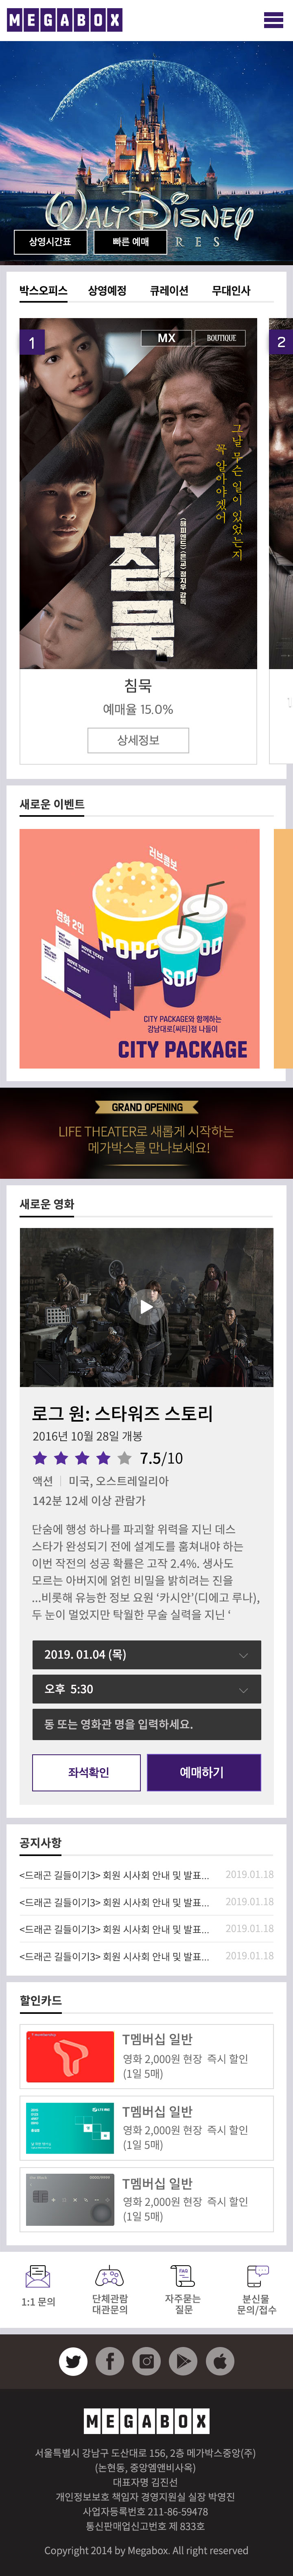 MEGABOX
WALT DISNEY
상영시간표
빠른 예매
RES
박스오피스 상영예정 큐레이션 무대인사
1
MX
BOUTIQUE
2
그날 무슨 일이 있었는지
꼭 알아야겠어
침묵
침묵
예매율 15.0%
상세정보
새로운 이벤트
러브콤보
영화 2인
MOVIE TICKET
MOVIE TICKET
POPC
SOD
SOD
CITY PACKAGE와 함께하는
강남대로(씨티)점 나들이
CITY PACKAGE
GRAND OPENING
LIFE THEATER로 새롭게 시작하는
메가박스를 만나보세요!
새로운 영화
로그 원: 스타워즈 스토리
2016년 10월 28일 개봉
7.5/10
액션 | 미국, 오스트레일리아
142분 12세 이상 관람가
단숨에 행성 하나를 파괴할 위력을 지닌 데스
스타가 완성되기 전에 설계도를 훔쳐내야 하는
이번 작전의 성공 확률은 고작 2.4%. 생사도
모르는 아버지에 얽힌 비밀을 밝히려는 진을
...비롯해 유능한 정보 요원 ‘카시안’(디에고 루나),
두 눈이 멀었지만 탁월한 무술 실력을 지닌 ‘
2019. 01.04 (목)
오후 5:30
동 또는 영화관 명을 입력하세요.
좌석확인
예매하기
공지사항
<드래곤 길들이기3> 회원 시사회 안내 및 발표... 2019.01.18
<드래곤 길들이기3> 회원 시사회 안내 및 발표... 2019.01.18
<드래곤 길들이기3> 회원 시사회 안내 및 발표... 2019.01.18
<드래곤 길들이기3> 회원 시사회 안내 및 발표... 2019.01.18
할인카드
T멤버십 일반
영화 2,000원 현장 즉시 할인
(1일 5매)
T멤버십 일반
영화 2,000원 현장 즉시 할인
(1일 5매)
T멤버십 일반
영화 2,000원 현장 즉시 할인
(1일 5매)
1:1 문의
단체관람
대관문의
FAQ
자주묻는
질문
분신물
문의/접수
MEGABOX
서울특별시 강남구 도산대로 156, 2층 메가박스중앙(주)
(논현동, 중앙엠앤비사옥)
대표자명 김진선
개인정보보호 책임자 경영지원실 실장 박영진
사업자등록번호 211-86-59478
통신판매업신고번호 제 833호
Copyright 2014 by Megabox. All right reserved